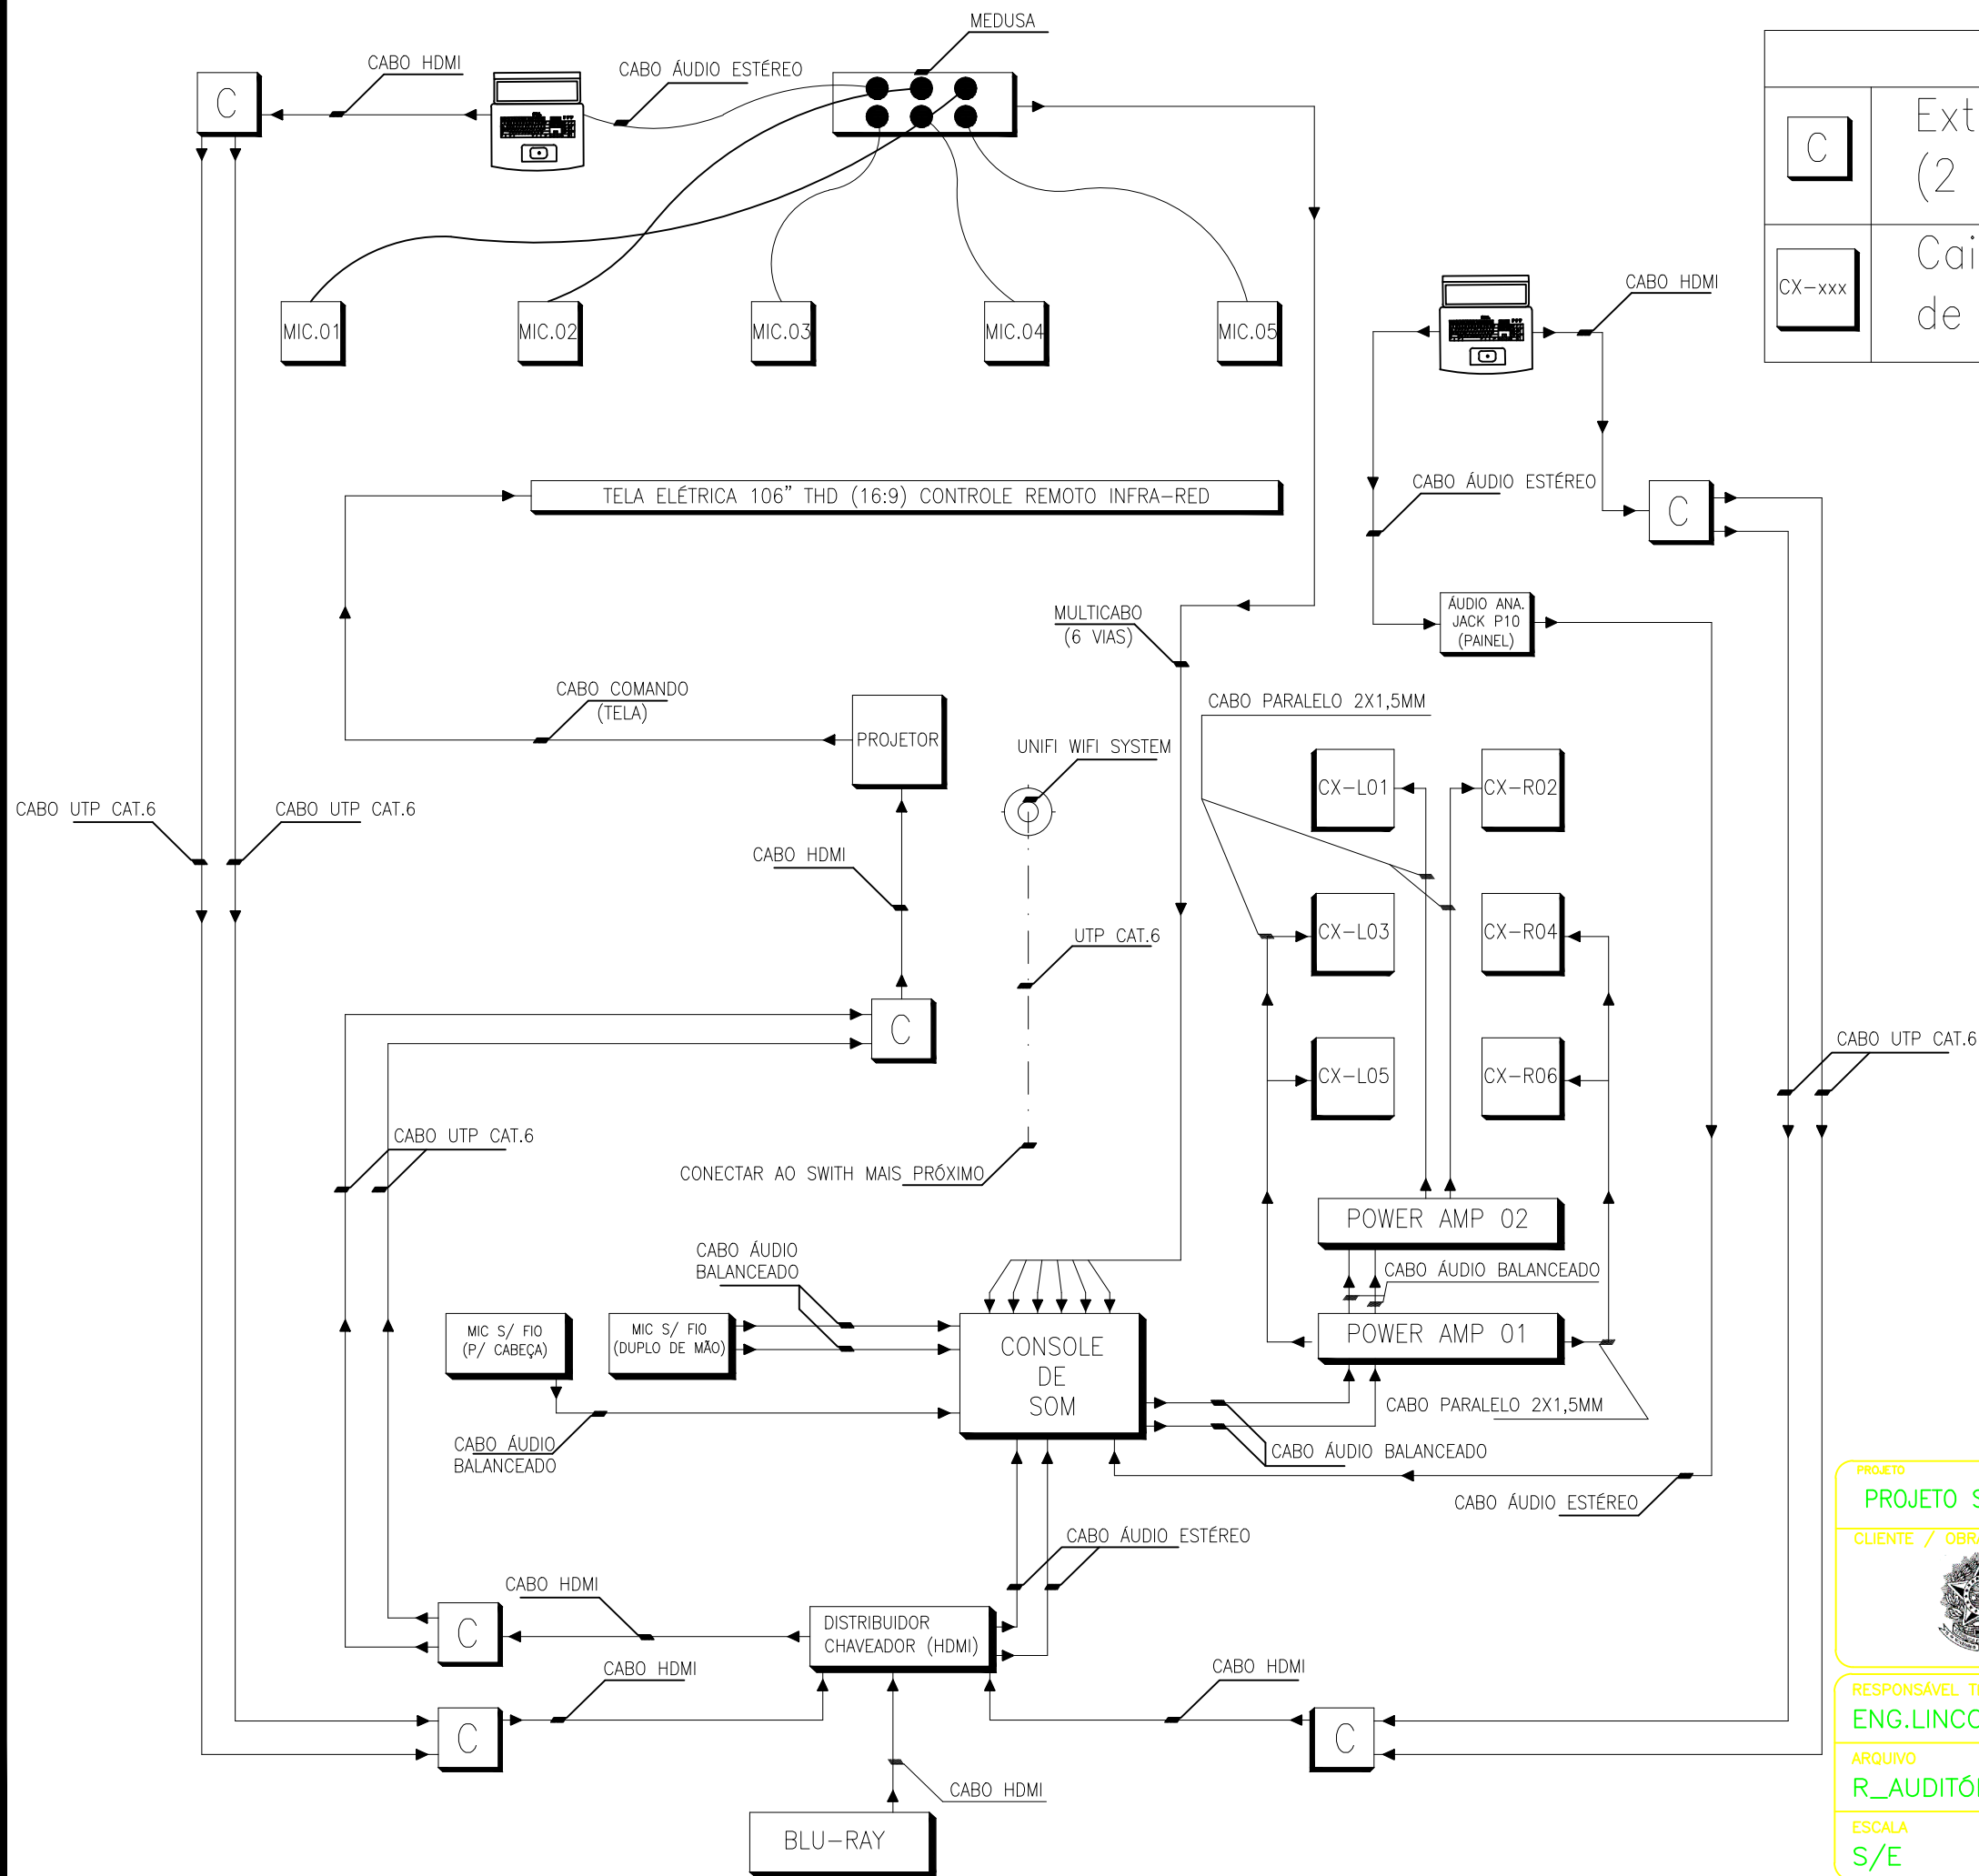 MEDUSA
CABO HDMI
CABO ÁUDIO ESTÉREO
C
C
(2
CX-xxx
de
MIC.01
MIC.02
MIC.03
MIC.04
MIC.05
CABO HDMI
TELA ELÉTRICA 106" THD (16:9) CONTROLE REMOTO INFRA-RED
CABO ÁUDIO ESTÉREO
C
ÁUDIO ANA.
JACK P10
(PAINEL)
MULTICABO
(6 VIAS)
CABO COMANDO
(TELA)
PROJETOR
CABO PARALELO 2X1,5MM
UNIFI WIFI SYSTEM
CX-L01
CX-R02
CABO UTP CAT.6
CABO UTP CAT.6
CABO HDMI
CX-L03
CX-R04
UTP CAT.6
C
CX-L05
CX-R06
CABO UTP CAT.6
CABO UTP CAT.6
CONECTAR AO SWITH MAIS PRÓXIMO
POWER AMP 02
CABO ÁUDIO
BALANCEADO
CABO ÁUDIO BALANCEADO
MIC S/ FIO
(P/ CABEÇA)
MIC S/ FIO
(DUPLO DE MÃO)
CONSOLE
DE
SOM
POWER AMP 01
CABO PARALELO 2X1,5MM
CABO ÁUDIO
BALANCEADO
CABO ÁUDIO BALANCEADO
CABO ÁUDIO ESTÉREO
CABO ÁUDIO ESTÉREO
CABO HDMI
C
DISTRIBUIDOR
CHAVEADOR (HDMI)
CABO HDMI
CABO HDMI
C
C
CABO HDMI
BLU-RAY
PROJETO
PROJETO
CLIENTE / OBRA
RESPONSÁVEL
ENG.LINCO
ARQUIVO
R_AUDITÓ
ESCALA
S/E